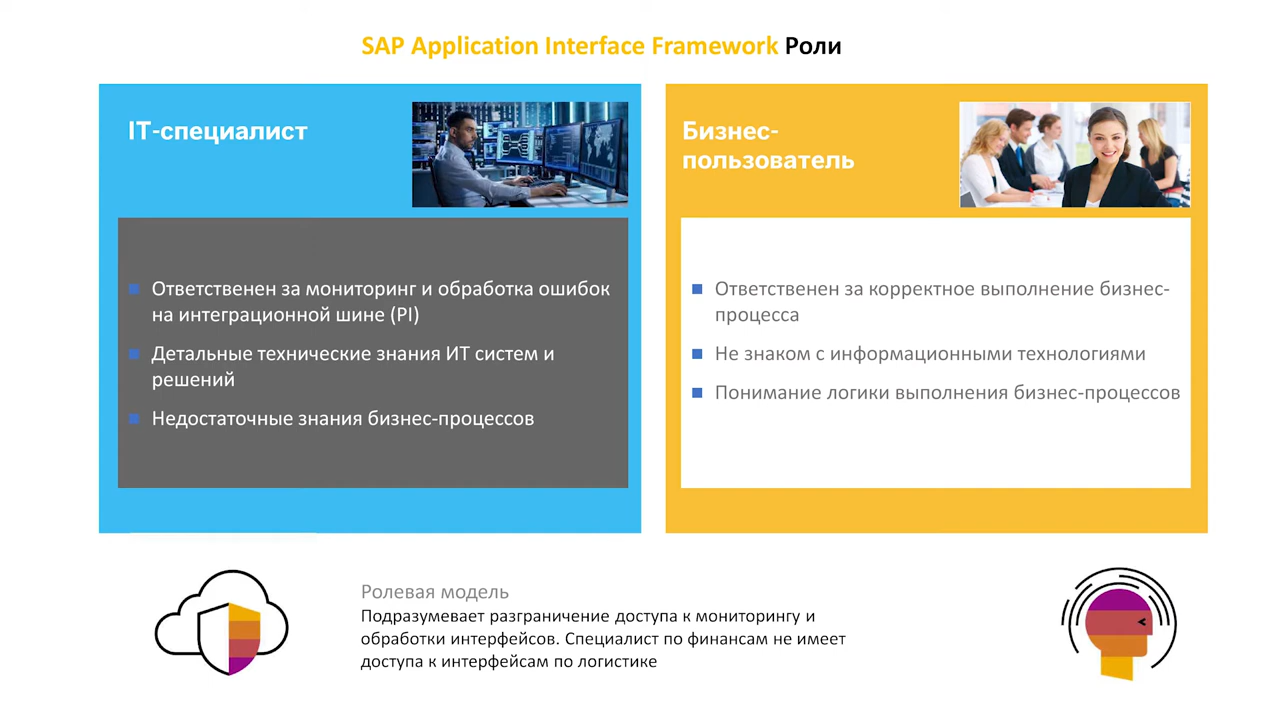 SAP Application Interface Framework Роли
IT-специалист
Ответственен за мониторинг и обработка ошибок
на интеграционной шине (PI)
Детальные технические знания ИТ систем и
решений
Недостаточные знания бизнес-процессов
Бизнес-
пользователь
Ответственен за корректное выполнение бизнес-
процесса
Не знаком с информационными технологиями
Понимание логики выполнения бизнес-процессов
Ролевая модель
Подразумевает разграничение доступа к мониторингу и
обработки интерфейсов. Специалист по финансам не имеет
доступа к интерфейсам по логистике